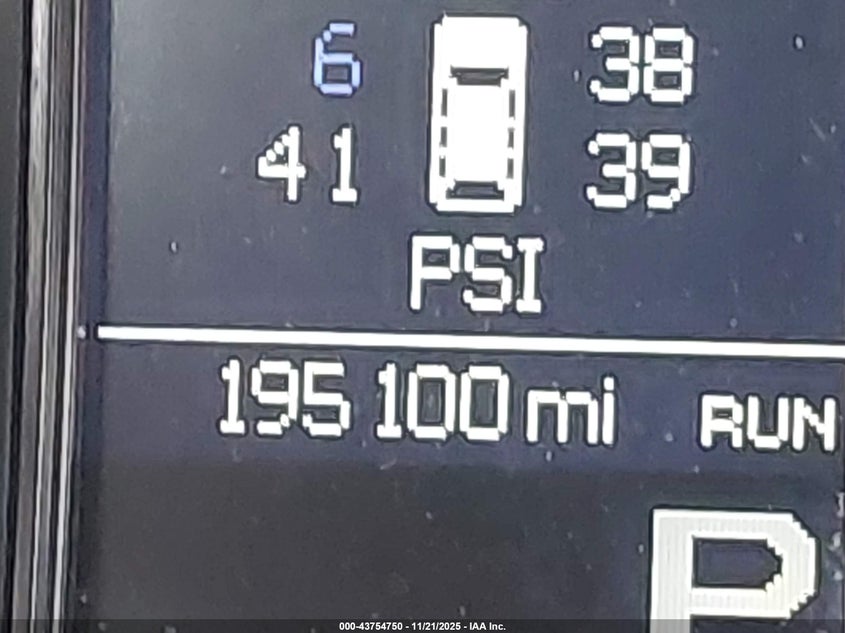 6 38
41 39
PSI
195100 mi RUN
P
000-43754750 - 11/21/2025 - IAA Inc.